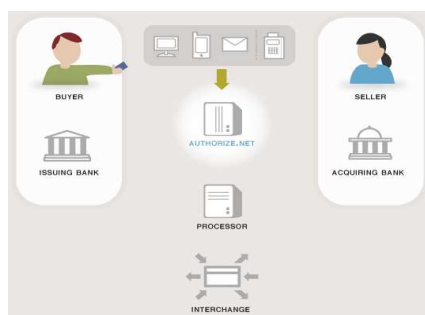 BUYER
SELLER
AUTHORIZE.NET
ISSUING BANK
ACQUIRING BANK
PROCESSOR
INTERCHANGE